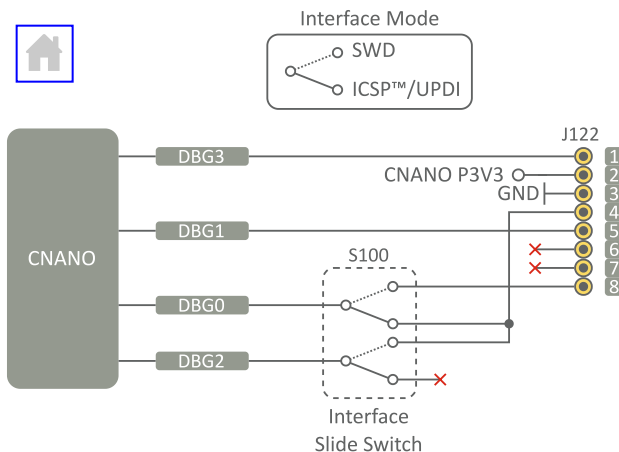 Interface Mode
SWD
ICSP™/UPDI
J122
DBG3
1
CNANO P3V3
2
GND
3
4
DBG1
5
CNANO
S100
6
7
8
DBG0
DBG2
Interface
Slide Switch